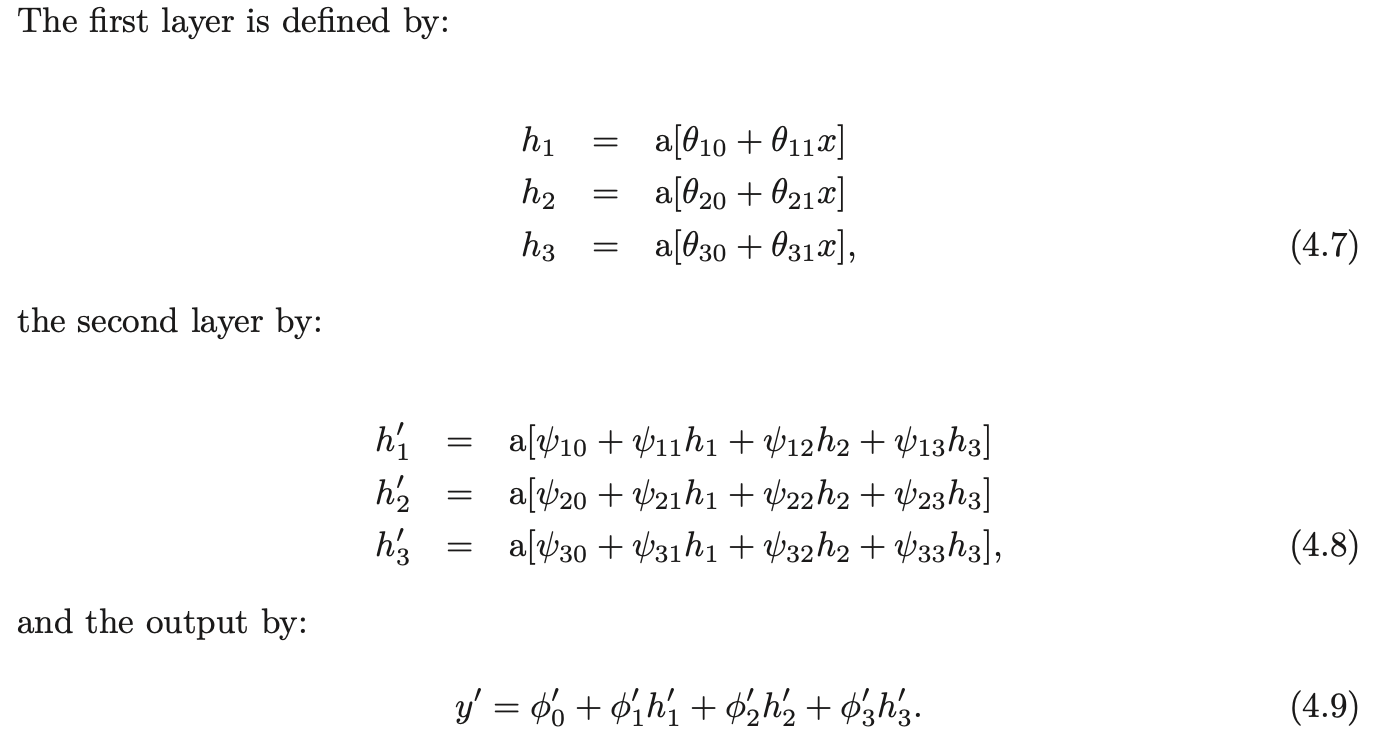 The first layer is defined by:
h₁ = a[θ₁₀ + θ₁₁x]
h₂ = a[θ₂₀ + θ₂₁x]
h₃ = a[θ₃₀ + θ₃₁x], (4.7)
the second layer by:
h′₁ = a[ψ₁₀ + ψ₁₁h₁ + ψ₁₂h₂ + ψ₁₃h₃]
h′₂ = a[ψ₂₀ + ψ₂₁h₁ + ψ₂₂h₂ + ψ₂₃h₃]
h′₃ = a[ψ₃₀ + ψ₃₁h₁ + ψ₃₂h₂ + ψ₃₃h₃], (4.8)
and the output by:
y′ = ϕ′₀ + ϕ′₁h′₁ + ϕ′₂h′₂ + ϕ′₃h′₃. (4.9)